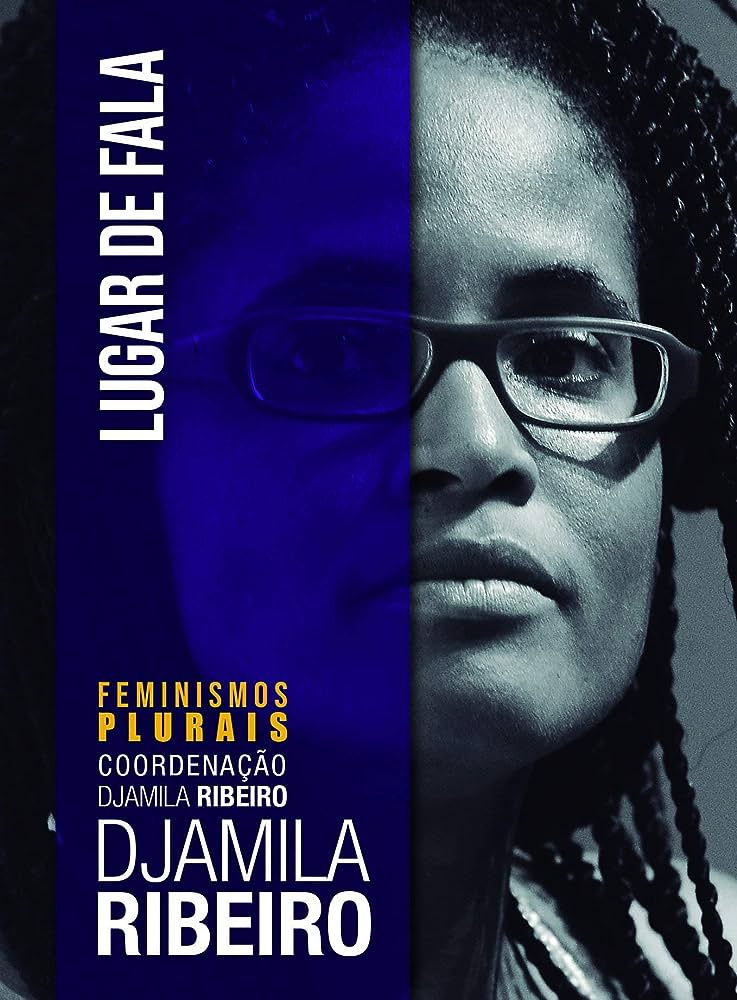 LUGAR DE FALA
FEMINISMOS
PLURAIS
COORDENAÇÃO
DJAMILA RIBEIRO
DJAMILA
RIBEIRO